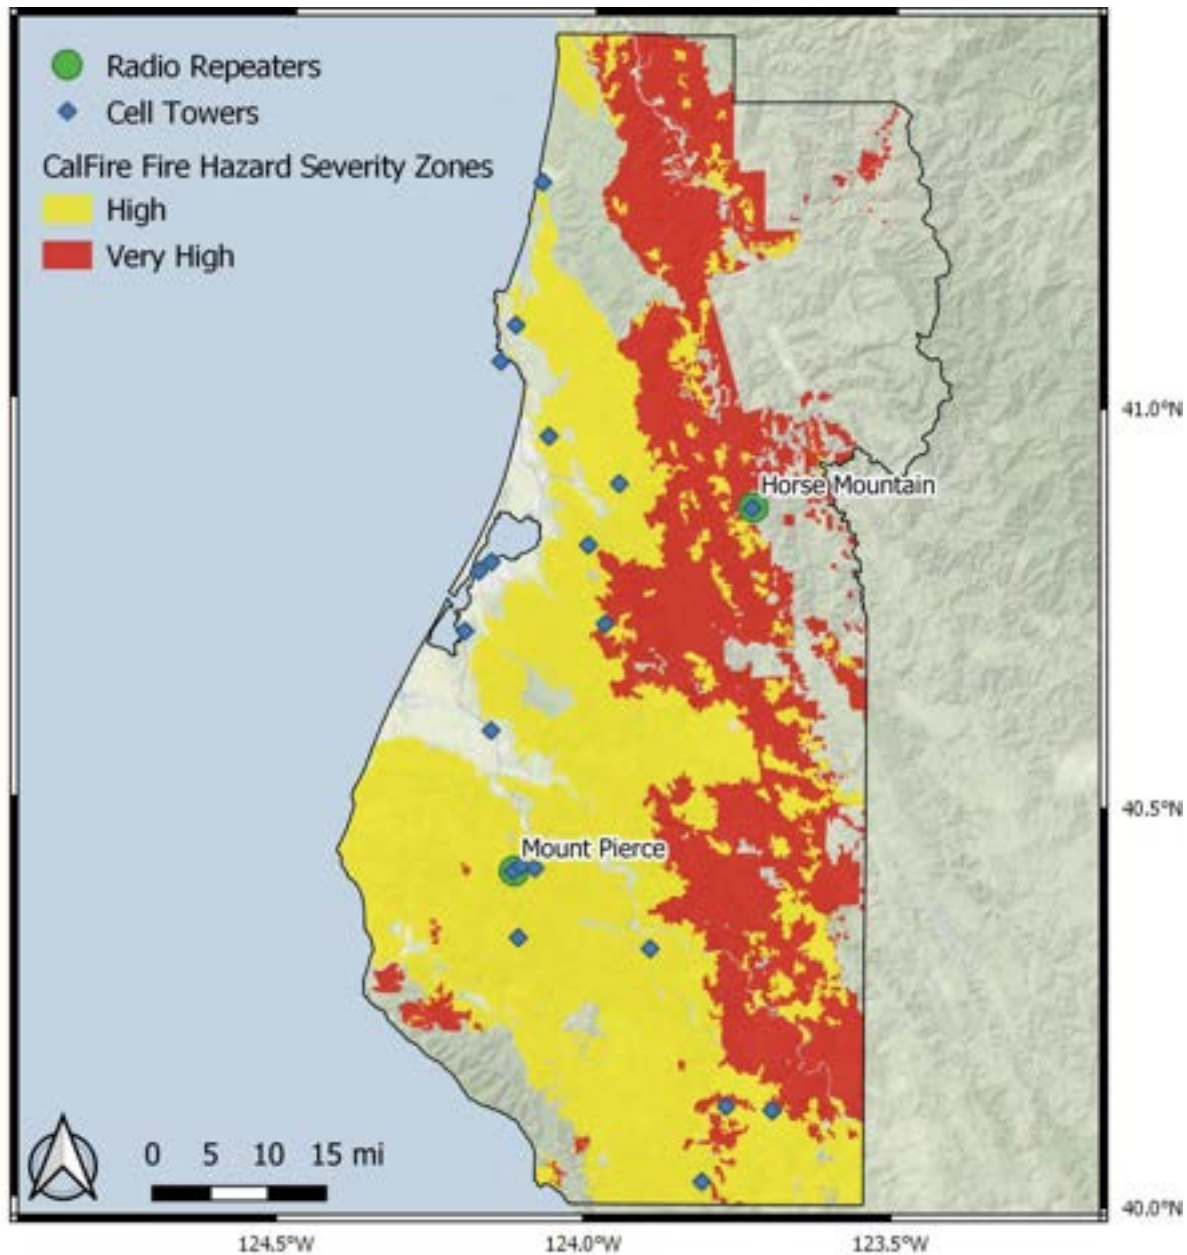 Radio Repeaters
Cell Towers
CalFire Fire Hazard Severity Zones
High
Very High
41.0°N
Horse Mountain
40.5°N
Mount Pierce
0 5 10 15 mi
40.0°N
124.5°W 124.0°W 123.5°W